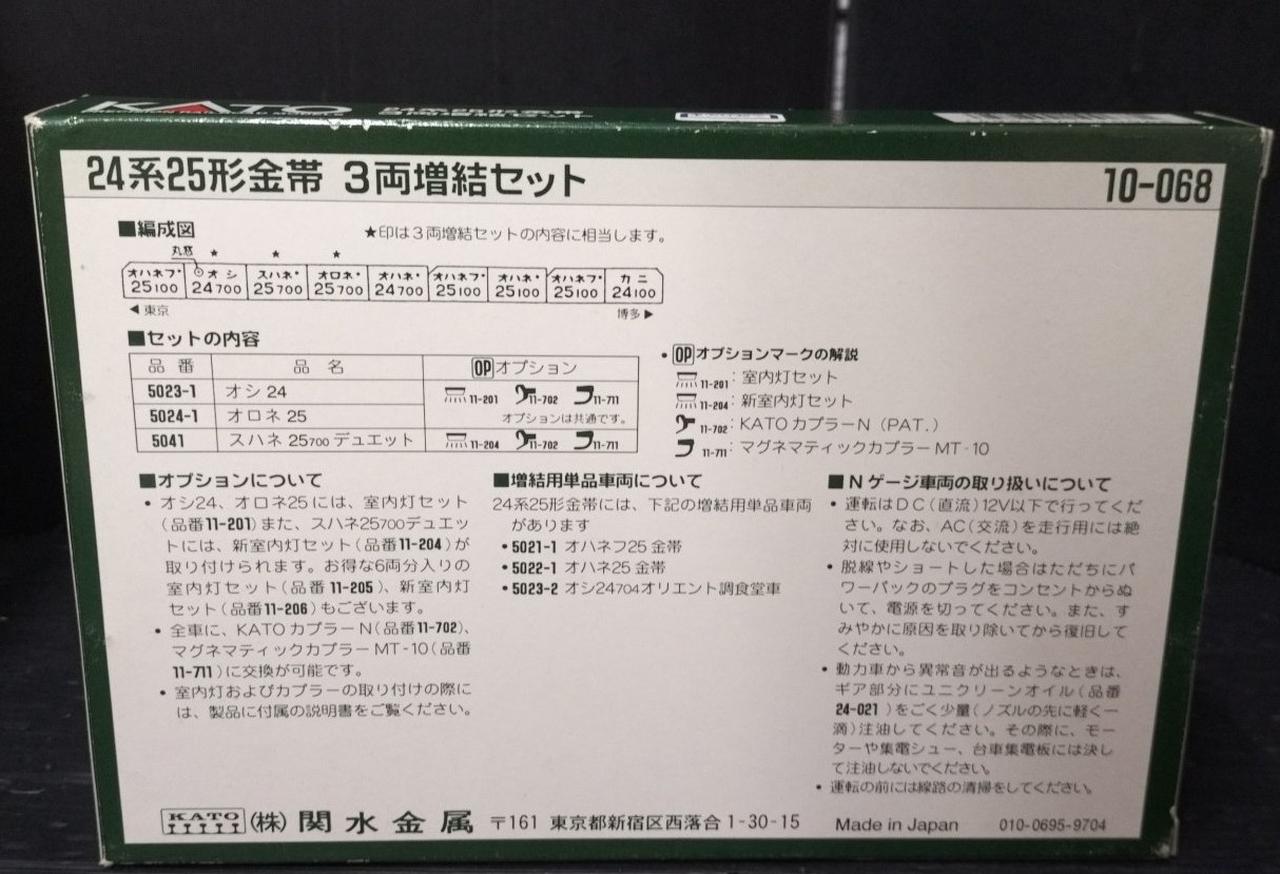 KATO
24系25形金帯 3両増結セット
10-068
■編成図
★印は3両増結セットの内容に相当します。
丸窓 ★ ★ ★
オハネフ• オシ スハネ• オロネ• オハネ• オハネフ• オハネ• オハネフ• カニ
25100 24700 25700 25700 24700 25100 25100 25100 24100
◀東京 博多▶
■セットの内容
品番 品名 OPオプション
5023-1 オシ24 11-201 11-702 11-711
5024-1 オロネ25 オプションは共通です。
5041 スハネ25700デュエット 11-204 11-702 11-711
• OPオプションマークの解説
11-201: 室内灯セット
11-204: 新室内灯セット
11-702: KATOカプラーN(PAT.)
11-711: マグネマティックカプラーMT-10
■オプションについて
• オシ24、オロネ25には、室内灯セット
(品番11-201)また、スハネ25700デュエッ
トには、新室内灯セット(品番11-204)が
取り付けられます。お得な6両分入りの
室内灯セット(品番11-205)、新室内灯
セット(品番11-206)もございます。
• 全車に、KATOカプラーN(品番11-702)、
マグネマティックカプラーMT-10(品番
11-711)に交換が可能です。
• 室内灯およびカプラーの取り付けの際に
は、製品に付属の説明書をご覧ください。
■増結用単品車両について
24系25形金帯には、下記の増結用単品車両
があります
• 5021-1 オハネフ25金帯
• 5022-1 オハネ25金帯
• 5023-2 オシ24704オリエント調食堂車
■Nゲージ車両の取り扱いについて
• 運転はDC(直流)12V以下で行ってくだ
さい。なお、AC(交流)を走行用には絶
対に使用しないでください。
• 脱線やショートした場合はただちにパ
ワーパックのプラグをコンセントからぬ
いて、電源を切ってください。また、す
みやかに原因を取り除いてから復旧して
ください。
• 動力車から異常音が出るようなときは、
ギア部分にユニクリーンオイル(品番
24-021)をごく少量(ノズルの先に軽く一
滴)注油してください。その際に、モー
ターや集電シュー、台車集電板には決し
て注油しないでください。
• 運転の前には線路の清掃をしてください。
KATO (株)関水金属 〒161 東京都新宿区西落合1-30-15 Made in Japan 010-0695-9704